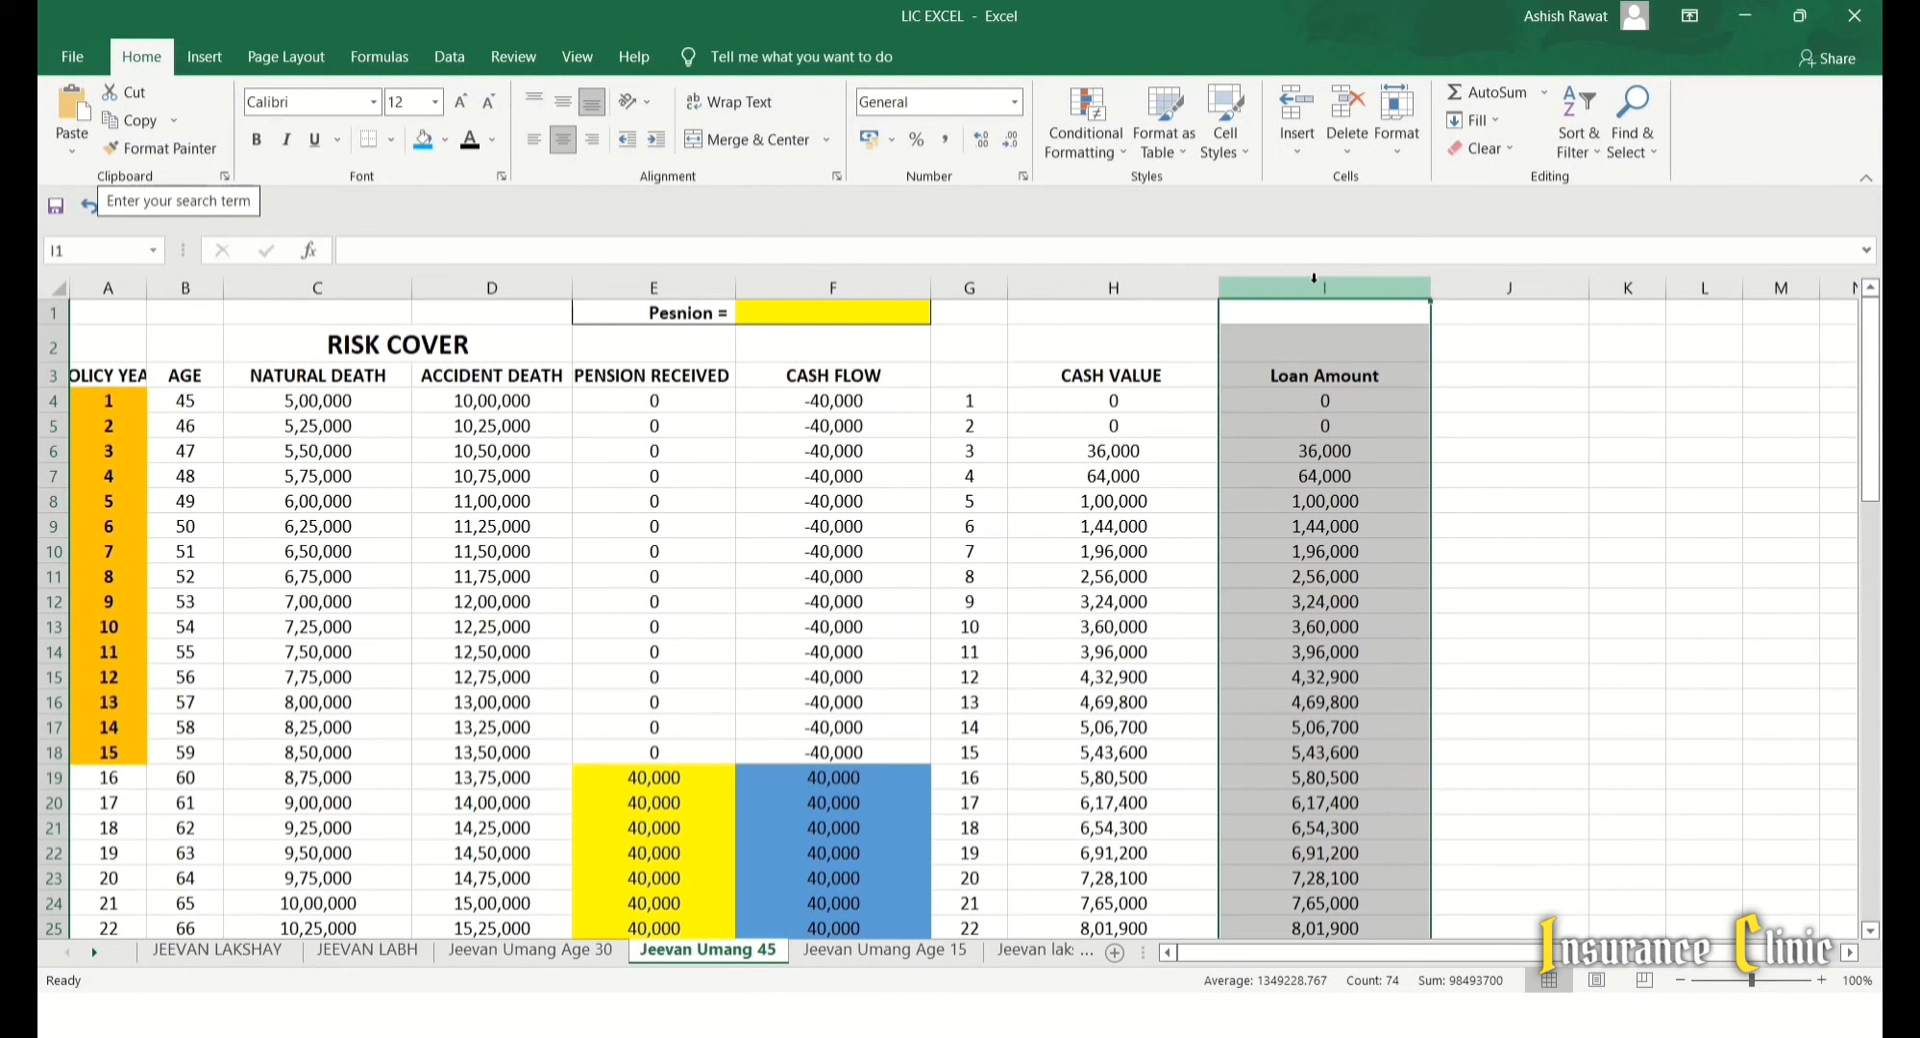 LIC EXCEL - Excel
Ashish Rawat
File Home Insert Page Layout Formulas Data Review View Help Tell me what you want to do Share
Paste
Cut
Copy
Format Painter
Clipboard
Calibri 12
B I U
Font
Wrap Text
Merge & Center
Alignment
General
Number
Conditional Formatting
Format as Table
Cell Styles
Styles
Insert Delete Format
Cells
AutoSum
Fill
Clear
Sort & Filter
Find & Select
Editing
Enter your search term
I1 fx
A B C D E F G H I J K L M
1 Pesnion =
2 RISK COVER
3 OLICY YEA AGE NATURAL DEATH ACCIDENT DEATH PENSION RECEIVED CASH FLOW CASH VALUE Loan Amount
4 1 45 5,00,000 10,00,000 0 -40,000 1 0 0
5 2 46 5,25,000 10,25,000 0 -40,000 2 0 0
6 3 47 5,50,000 10,50,000 0 -40,000 3 36,000 36,000
7 4 48 5,75,000 10,75,000 0 -40,000 4 64,000 64,000
8 5 49 6,00,000 11,00,000 0 -40,000 5 1,00,000 1,00,000
9 6 50 6,25,000 11,25,000 0 -40,000 6 1,44,000 1,44,000
10 7 51 6,50,000 11,50,000 0 -40,000 7 1,96,000 1,96,000
11 8 52 6,75,000 11,75,000 0 -40,000 8 2,56,000 2,56,000
12 9 53 7,00,000 12,00,000 0 -40,000 9 3,24,000 3,24,000
13 10 54 7,25,000 12,25,000 0 -40,000 10 3,60,000 3,60,000
14 11 55 7,50,000 12,50,000 0 -40,000 11 3,96,000 3,96,000
15 12 56 7,75,000 12,75,000 0 -40,000 12 4,32,900 4,32,900
16 13 57 8,00,000 13,00,000 0 -40,000 13 4,69,800 4,69,800
17 14 58 8,25,000 13,25,000 0 -40,000 14 5,06,700 5,06,700
18 15 59 8,50,000 13,50,000 0 -40,000 15 5,43,600 5,43,600
19 16 60 8,75,000 13,75,000 40,000 40,000 16 5,80,500 5,80,500
20 17 61 9,00,000 14,00,000 40,000 40,000 17 6,17,400 6,17,400
21 18 62 9,25,000 14,25,000 40,000 40,000 18 6,54,300 6,54,300
22 19 63 9,50,000 14,50,000 40,000 40,000 19 6,91,200 6,91,200
23 20 64 9,75,000 14,75,000 40,000 40,000 20 7,28,100 7,28,100
24 21 65 10,00,000 15,00,000 40,000 40,000 21 7,65,000 7,65,000
25 22 66 10,25,000 15,25,000 40,000 40,000 22 8,01,900 8,01,900
JEEVAN LAKSHAY JEEVAN LABH Jeevan Umang Age 30 Jeevan Umang 45 Jeevan Umang Age 15 Jeevan lak ...
Insurance Clinic
Ready Average: 1349228.767 Count: 74 Sum: 98493700 100%